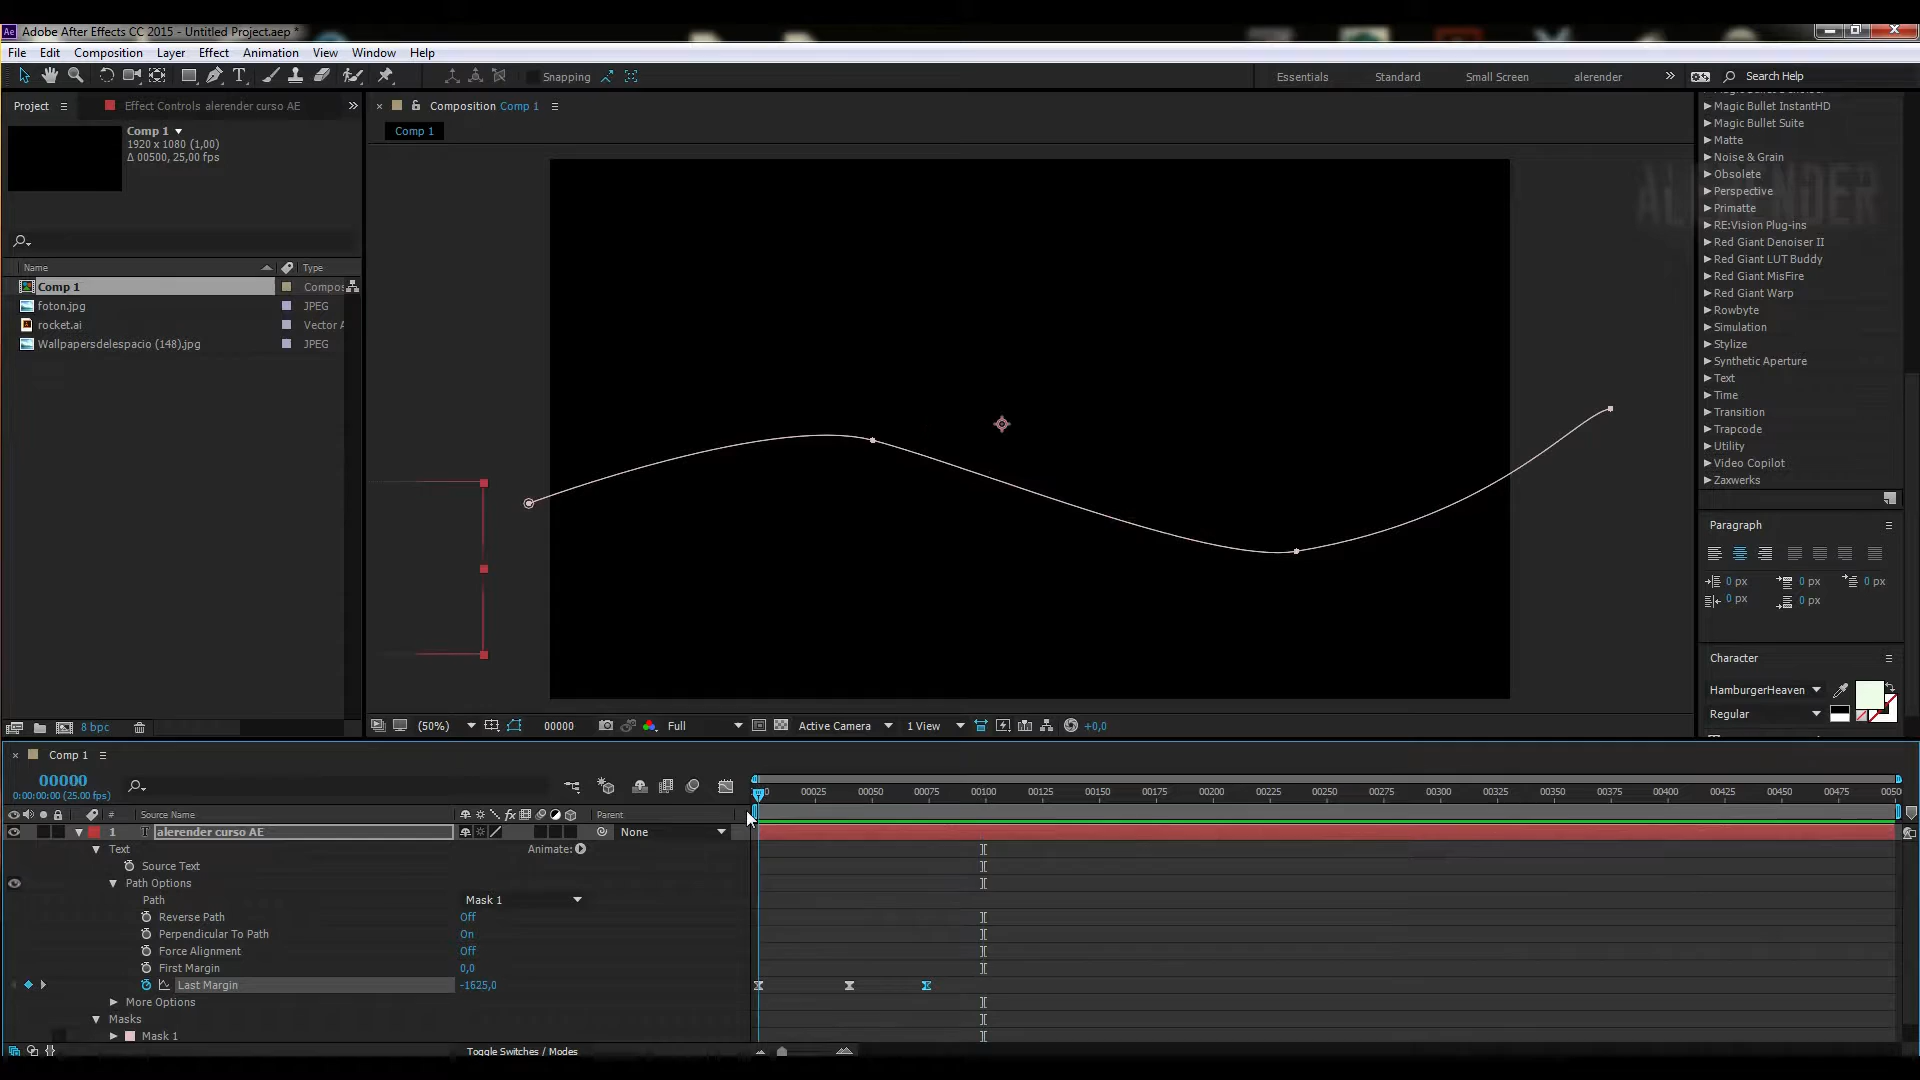 Adobe After Effects CC 2015 - Untitled Project.aep *
File Edit Composition Layer Effect Animation View Window Help
Snapping Essentials Standard Small Screen alerender » Search Help
Project Effect Controls alerender curso AE »
Composition Comp 1
Comp 1
Comp 1
1920 x 1080 (1,00)
Δ 00500, 25,00 fps
Name Type
Comp 1 Compos
foton.jpg JPEG
rocket.ai Vector A
Wallpapersdelespacio (148).jpg JPEG
8 bpc
(50%) 00000 Full Active Camera 1 View +0,0
Magic Bullet InstantHD
Magic Bullet Suite
Matte
Noise & Grain
Obsolete
Perspective
Primatte
RE:Vision Plug-ins
Red Giant Denoiser II
Red Giant LUT Buddy
Red Giant MisFire
Red Giant Warp
Rowbyte
Simulation
Stylize
Synthetic Aperture
Text
Time
Transition
Trapcode
Utility
Video Copilot
Zaxwerks
ALERENDER
Paragraph
0 px 0 px 0 px
0 px 0 px
Character
HamburgerHeaven
Regular
Comp 1
00000
0:00:00:00 (25.00 fps)
00025 00050 00075 00100 00125 00150 00175 00200 00225 00250 00275 00300 00325 00350 00375 00400 00425 00450 00475 0050
# Source Name Parent
1 T alerender curso AE None
Text Animate:
Source Text
Path Options
Path Mask 1
Reverse Path Off
Perpendicular To Path On
Force Alignment Off
First Margin 0,0
Last Margin -1625,0
More Options
Masks
Mask 1
Toggle Switches / Modes